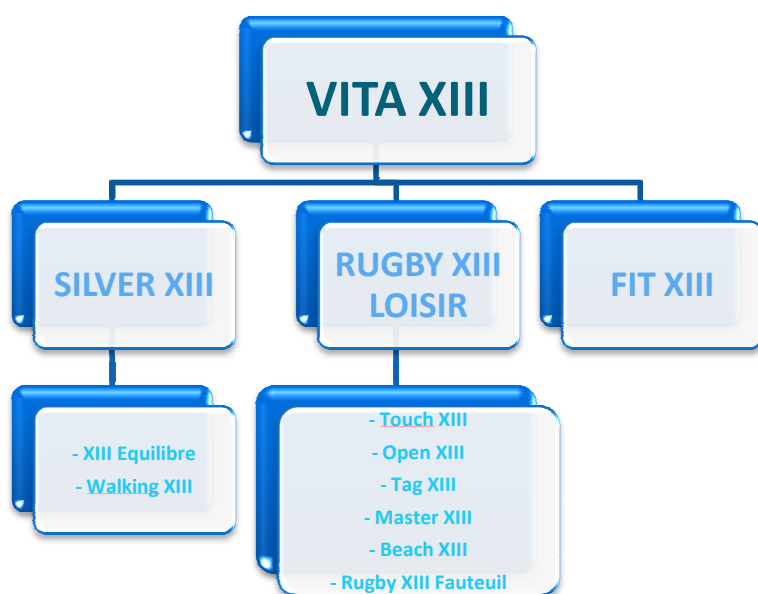 VITA XIII
SILVER XIII
RUGBY XIII
LOISIR
FIT XIII
- XIII Equilibre
- Walking XIII
- Touch XIII
- Open XIII
- Tag XIII
- Master XIII
- Beach XIII
- Rugby XIII Fauteuil